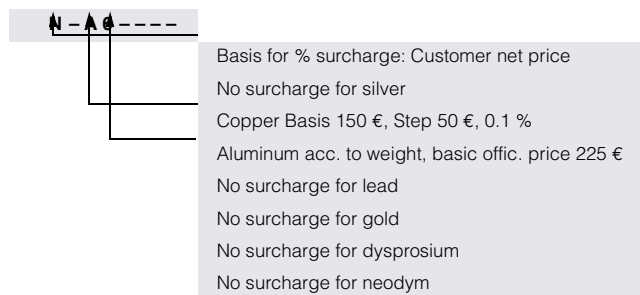 N – A 6 – – – –
Basis for % surcharge: Customer net price
No surcharge for silver
Copper Basis 150 €, Step 50 €, 0.1 %
Aluminum acc. to weight, basic offic. price 225 €
No surcharge for lead
No surcharge for gold
No surcharge for dysprosium
No surcharge for neodym